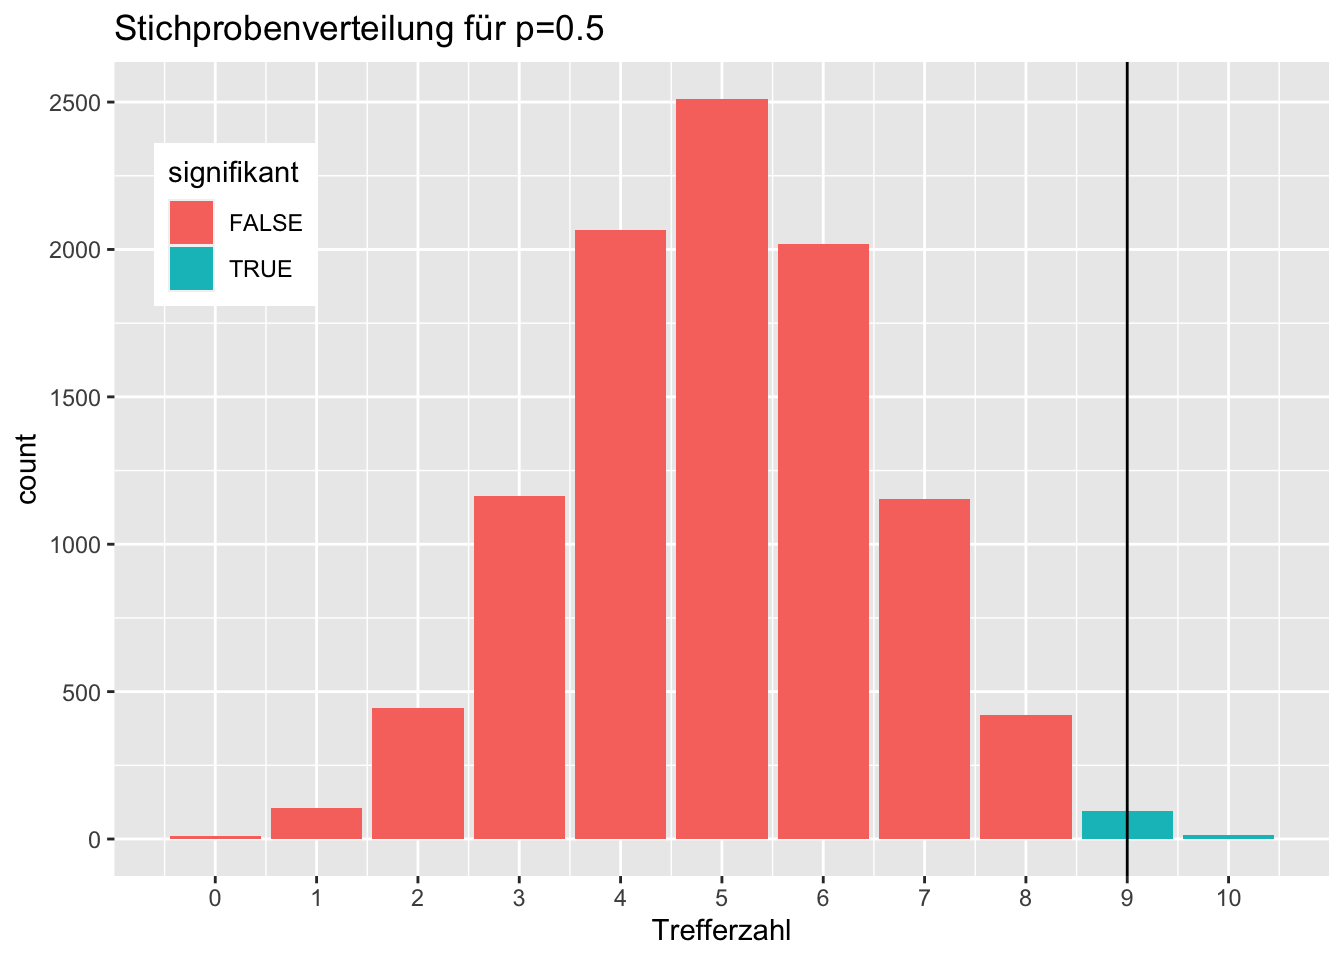 Stichprobenverteilung für p=0.5
2500
2000
1500
1000
500
0
count
signifikant
FALSE
TRUE
0 1 2 3 4 5 6 7 8 9 10
Trefferzahl